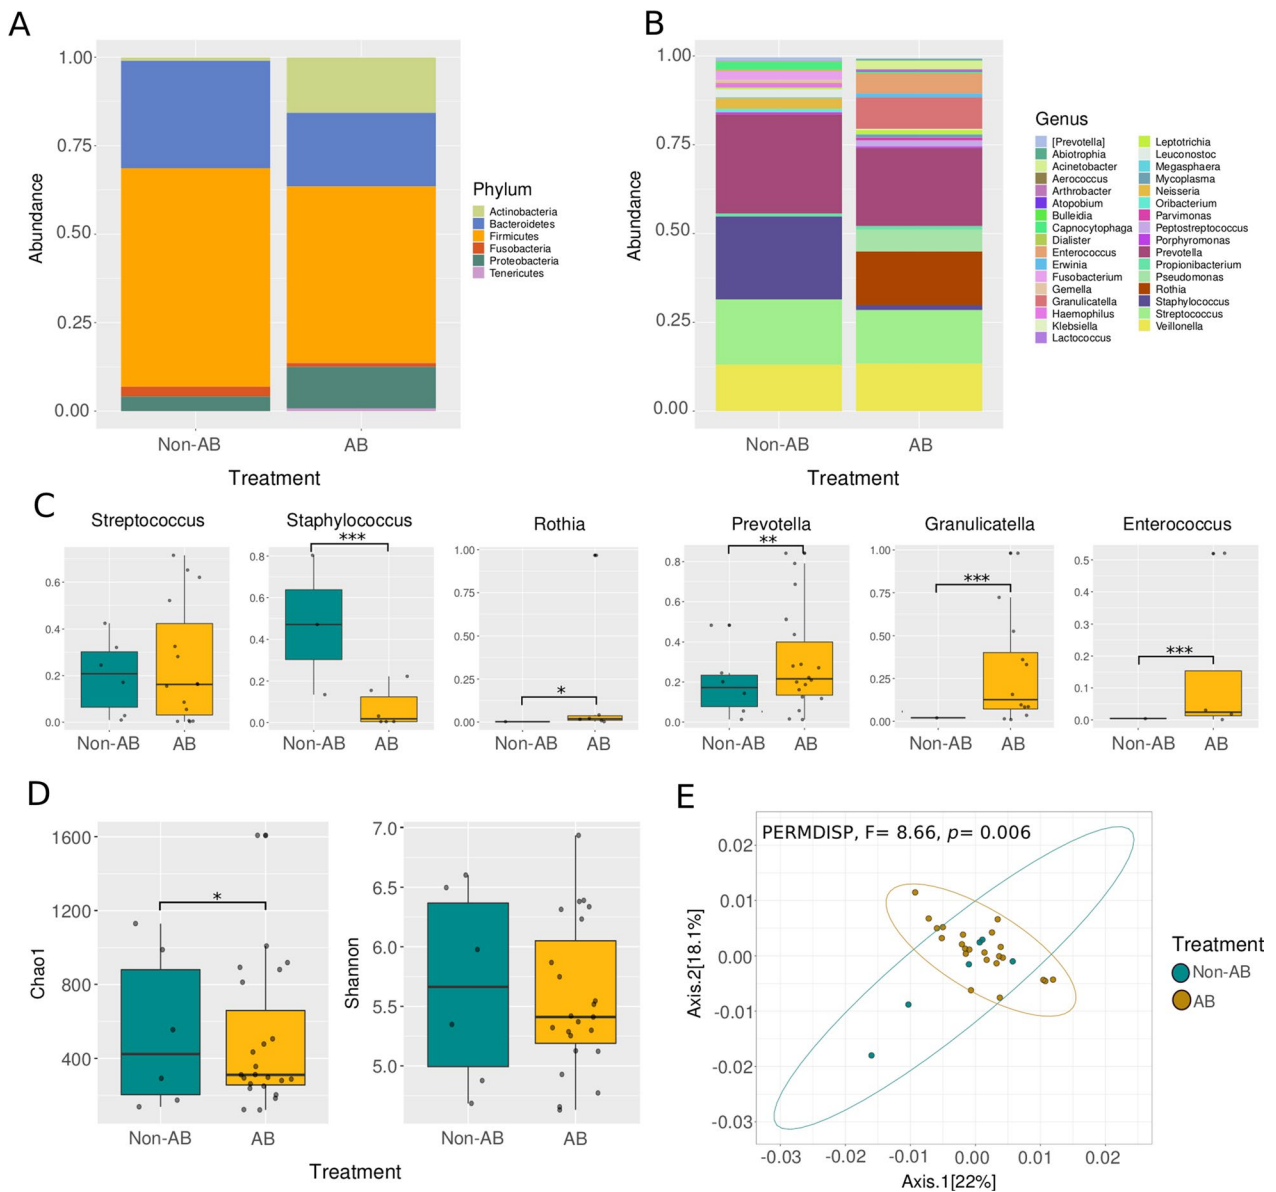 A
1.00
0.75
0.50
0.25
0.00
Abundance
Non-AB AB
Treatment
Phylum
Actinobacteria
Bacteroidetes
Firmicutes
Fusobacteria
Proteobacteria
Tenericutes
B
1.00
0.75
0.50
0.25
0.00
Abundance
Non-AB AB
Treatment
Genus
[Prevotella]
Abiotrophia
Acinetobacter
Aerococcus
Arthrobacter
Atopobium
Bulleidia
Capnocytophaga
Dialister
Enterococcus
Erwinia
Fusobacterium
Gemella
Granulicatella
Haemophilus
Klebsiella
Lactococcus
Leptotrichia
Leuconostoc
Megasphaera
Mycoplasma
Neisseria
Oribacterium
Parvimonas
Peptostreptococcus
Porphyromonas
Prevotella
Propionibacterium
Pseudomonas
Rothia
Staphylococcus
Streptococcus
Veillonella
C
Streptococcus
0.6
0.4
0.2
0.0
Non-AB AB
Staphylococcus
***
0.8
0.6
0.4
0.2
0.0
Non-AB AB
Rothia
1.00
0.75
0.50
0.25
0.00
*
Non-AB AB
Prevotella
**
0.8
0.6
0.4
0.2
0.0
Non-AB AB
Granulicatella
1.00
0.75
0.50
0.25
0.00
***
Non-AB AB
Enterococcus
0.5
0.4
0.3
0.2
0.1
0.0
***
Non-AB AB
D
1600
1200
800
400
Chao1
*
Non-AB AB
7.0
6.5
6.0
5.5
5.0
Shannon
Non-AB AB
Treatment
E
PERMDISP, F= 8.66, p= 0.006
0.02
0.01
0.00
-0.01
-0.02
-0.03
Axis.2[18.1%]
-0.03 -0.02 -0.01 0.00 0.01 0.02
Axis.1[22%]
Treatment
Non-AB
AB